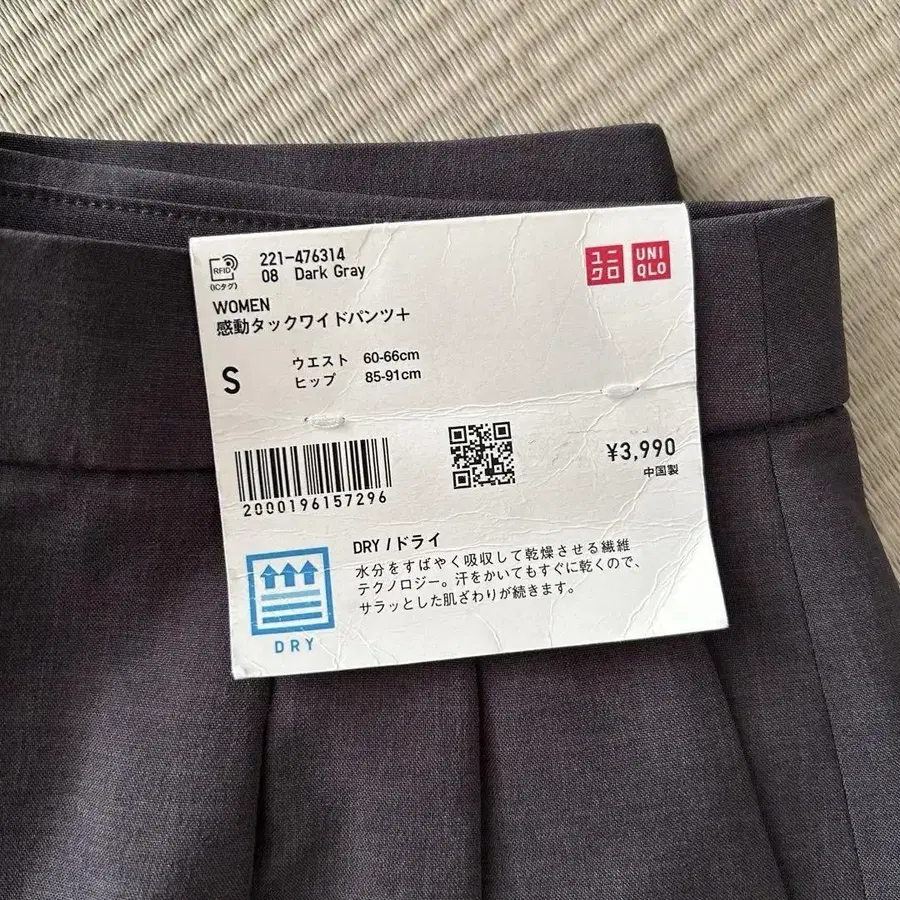 RFID
(ICタグ)
221-476314
08 Dark Gray
ユニクロ
UNIQLO
WOMEN
感動タックワイドパンツ＋
S
ウエスト 60-66cm
ヒップ 85-91cm
2000196157296
¥3,990
中国製
DRY /ドライ
水分をすばやく吸収して乾燥させる繊維
テクノロジー。汗をかいてもすぐに乾くので、
サラッとした肌ざわりが続きます。
DRY